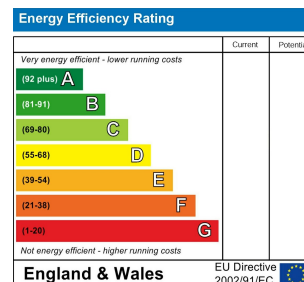 Energy Efficiency Rating
Current Potenti
Very energy efficient - lower running costs
(92 plus) A
(81-91) B
(69-80) C
(55-68) D
(39-54) E
(21-38) F
(1-20) G
Not energy efficient - higher running costs
England & Wales
EU Directive
2002/91/EC